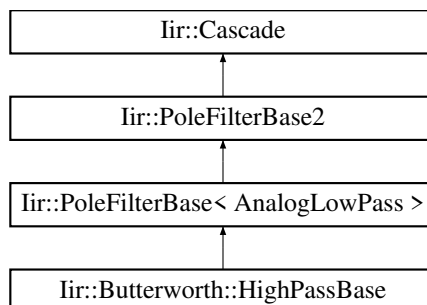 Iir::Cascade
Iir::PoleFilterBase2
Iir::PoleFilterBase< AnalogLowPass >
Iir::Butterworth::HighPassBase